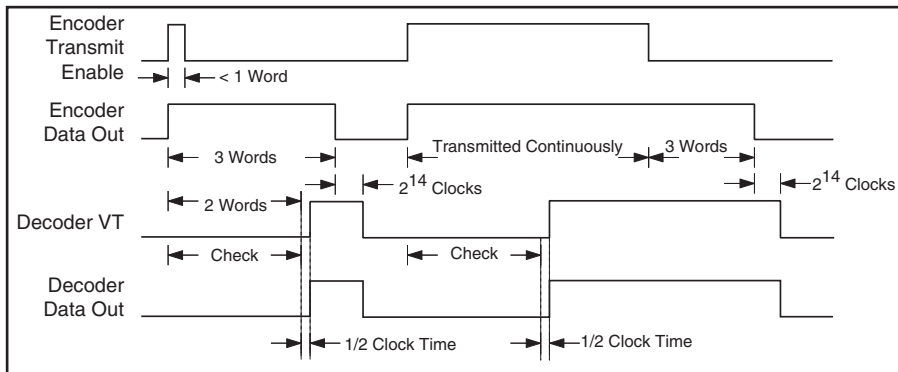 Encoder
Transmit
Enable
< 1 Word
Encoder
Data Out
3 Words
Transmitted Continuously
3 Words
2^14 Clocks
2^14 Clocks
2 Words
Decoder VT
Check
Check
Decoder
Data Out
1/2 Clock Time
1/2 Clock Time